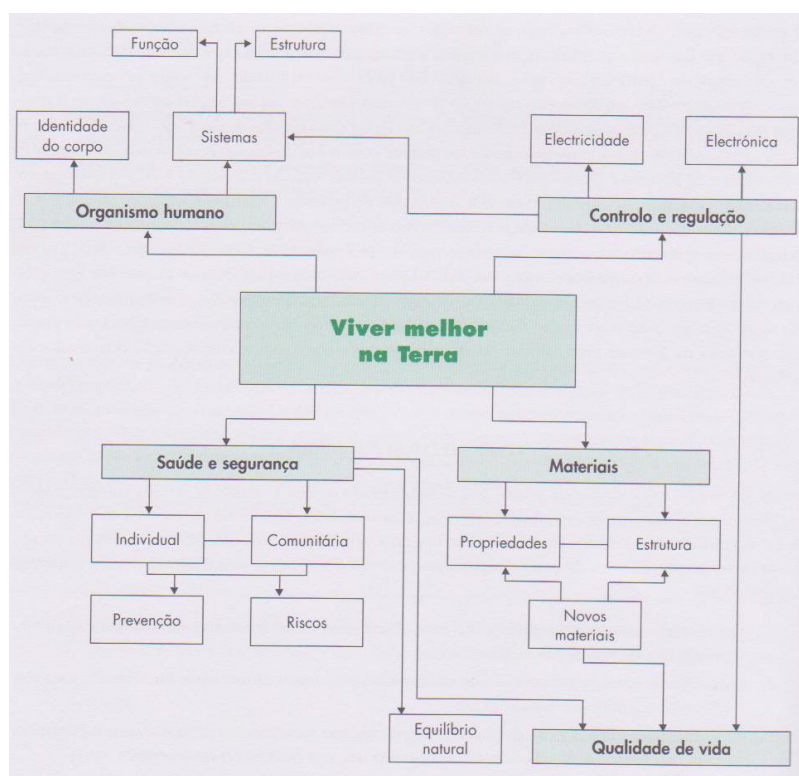 Função
Estrutura
Identidade
do corpo
Sistemas
Electricidade
Electrónica
Organismo humano
Controlo e regulação
Viver melhor
na Terra
Saúde e segurança
Materiais
Individual
Comunitária
Propriedades
Estrutura
Prevenção
Riscos
Novos
materiais
Equilíbrio
natural
Qualidade de vida